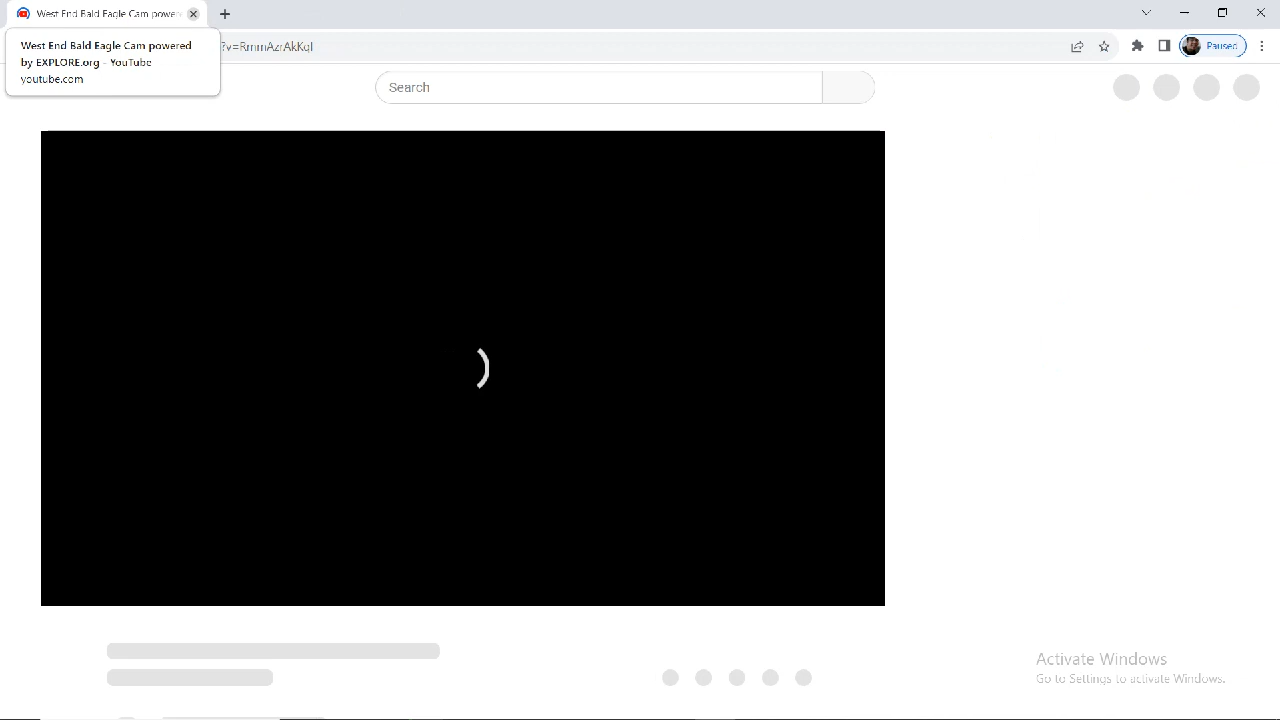 West End Bald Eagle Cam power
West End Bald Eagle Cam powered
by EXPLORE.org - YouTube
youtube.com
?v=RmmAzrAkKqI
Paused
Search
Activate Windows
Go to Settings to activate Windows.